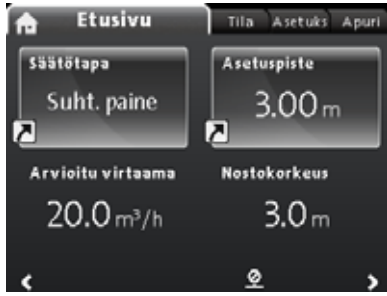 Etusivu Tila Asetuks Apuri
Säätötapa Asetuspiste
Suht. paine 3.00 m
Arvioitu virtaama Nostokorkeus
20.0 m³/h 3.0 m